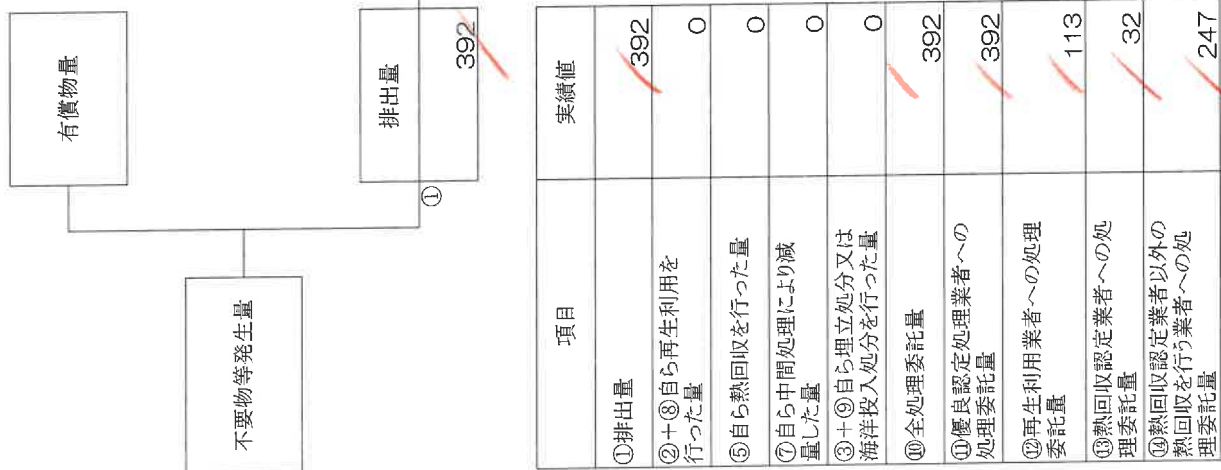 有償物量
不要物等発生量
排出量
①
392
項目
実績値
①排出量
392
②+⑧自ら再生利用を
行った量
0
⑤自ら熱回収を行った量
0
⑦自ら中間処理により減
量した量
0
③+⑨自ら埋立処分又は
海洋投入処分を行った量
0
⑩全処理委託量
392
⑪優良認定処理業者への
処理委託量
392
⑫再生利用業者への処理
委託量
113
⑬熱回収認定業者への処
理委託量
32
⑭熱回収認定業者以外の
熱回収を行う業者への処
理委託量
247